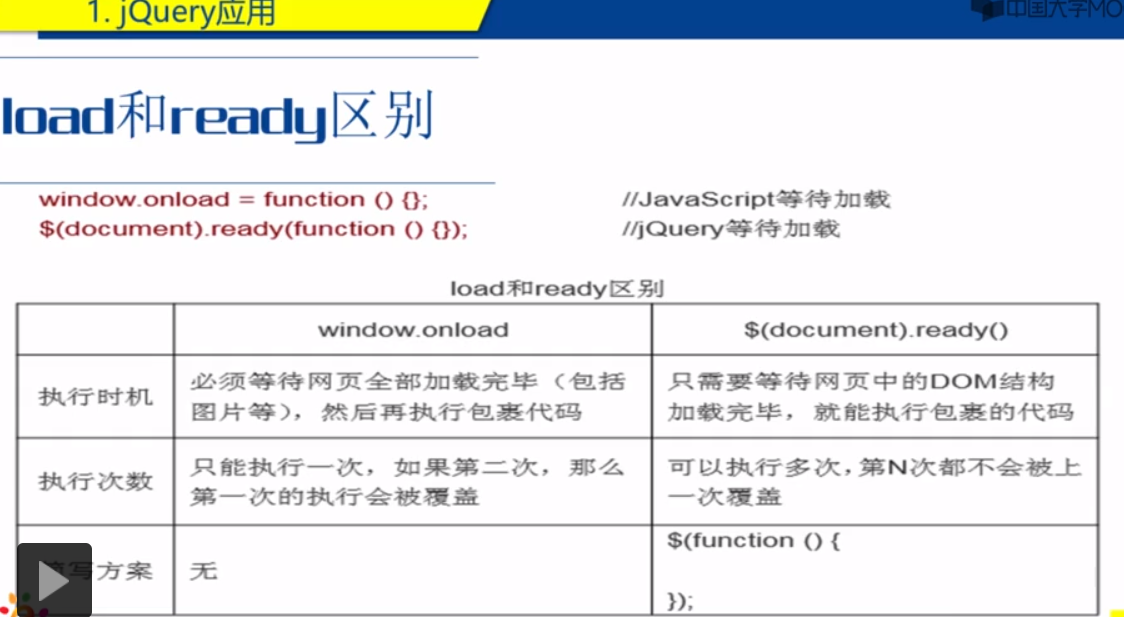 1. jQuery应用
中国大学MO
load和ready区别
window.onload = function () {}; //JavaScript等待加载
$(document).ready(function () {}); //jQuery等待加载
load和ready区别
window.onload $(document).ready()
执行时机
必须等待网页全部加载完毕（包括
图片等），然后再执行包裹代码
只需要等待网页中的DOM结构
加载完毕，就能执行包裹的代码
执行次数
只能执行一次，如果第二次，那么
第一次的执行会被覆盖
可以执行多次，第N次都不会被上
一次覆盖
写方案
无
$(function () {
});